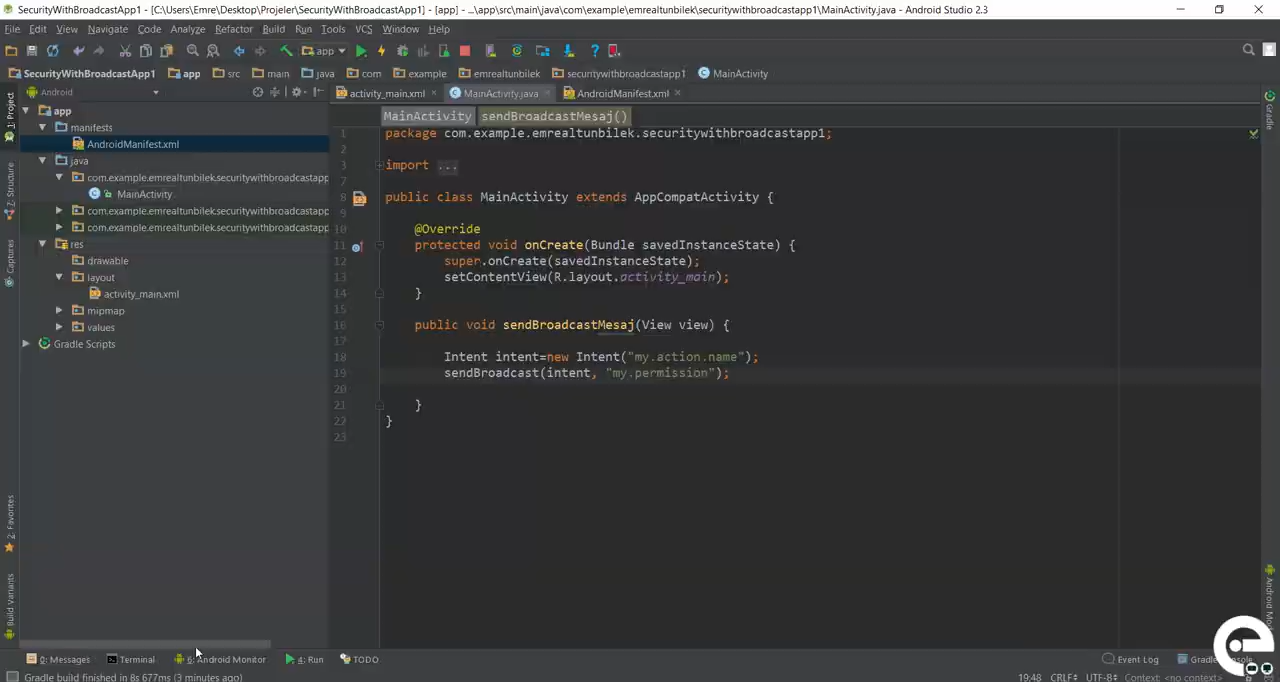 SecurityWithBroadcastApp1 - [C:\Users\Emre\Desktop\Projeler\SecurityWithBroadcastApp1] - [app] - ...\app\src\main\java\com\example\emrealtunbilek\securitywithbroadcastapp1\MainActivity.java - Android Studio 2.3
File Edit View Navigate Code Analyze Refactor Build Run Tools VCS Window Help
app
SecurityWithBroadcastApp1 app src main java com example emrealtunbilek securitywithbroadcastapp1 MainActivity
Android
activity_main.xml MainActivity.java AndroidManifest.xml
MainActivity sendBroadcastMesaj()
1: Project
Z: Structure
Captures
2: Favorites
Build Variants
app
manifests
AndroidManifest.xml
java
com.example.emrealtunbilek.securitywithbroadcastapp
MainActivity
com.example.emrealtunbilek.securitywithbroadcastapp
com.example.emrealtunbilek.securitywithbroadcastapp
res
drawable
layout
activity_main.xml
mipmap
values
Gradle Scripts
1 package com.example.emrealtunbilek.securitywithbroadcastapp1;
2
3 import ...
7
8 public class MainActivity extends AppCompatActivity {
9
10 @Override
11 protected void onCreate(Bundle savedInstanceState) {
12 super.onCreate(savedInstanceState);
13 setContentView(R.layout.activity_main);
14 }
15
16 public void sendBroadcastMesaj(View view) {
17
18 Intent intent=new Intent("my.action.name");
19 sendBroadcast(intent, "my.permission");
20
21 }
22 }
23
Gradle
Android Mod
0: Messages Terminal 6: Android Monitor 4: Run TODO Event Log Gradle Console
Gradle build finished in 8s 677ms (3 minutes ago) 19:48 CRLF UTF-8 Context: <no context>